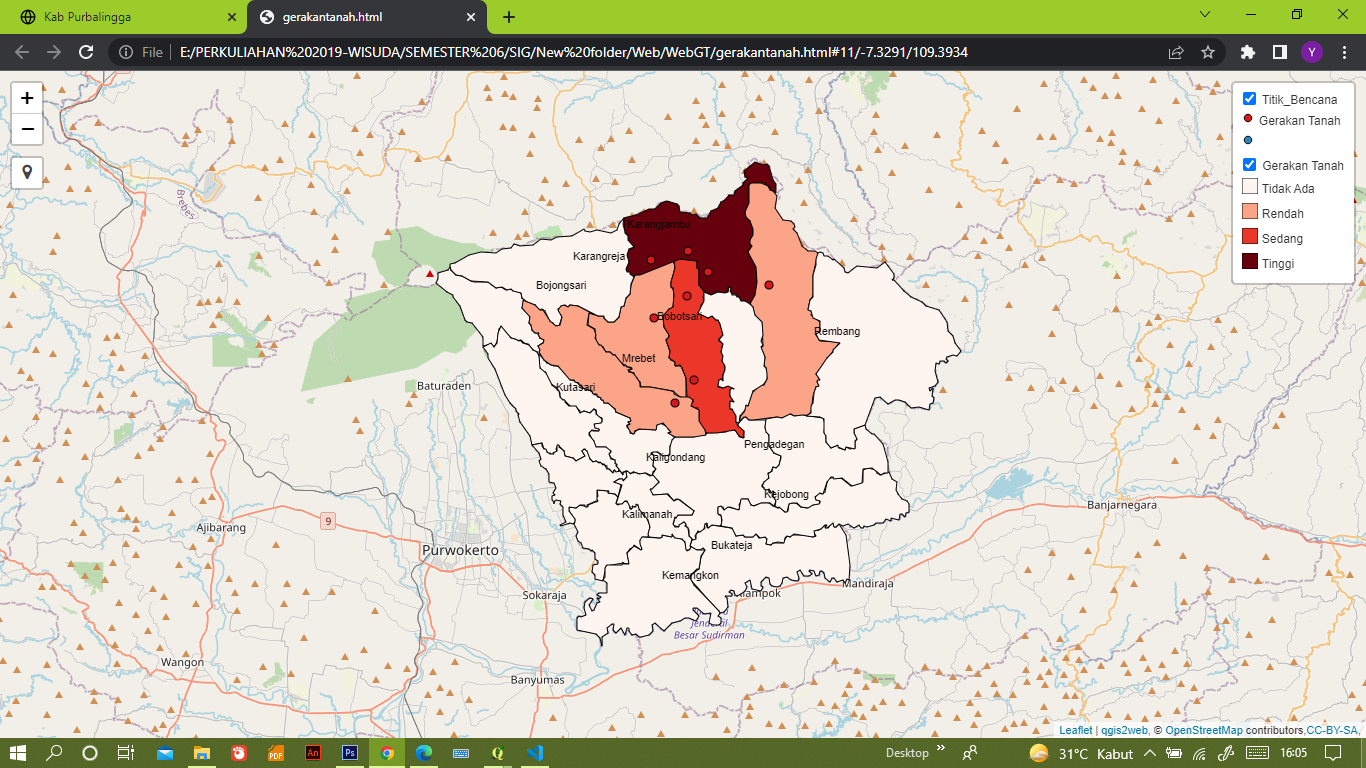 Kab Purbalingga
gerakantanah.html
File
E:/PERKULIAHAN%202019-WISUDA/SEMESTER%206/SIG/New%20folder/Web/WebGT/gerakantanah.html#11/-7.3291/109.3934
Y
+
−
Titik_Bencana
Gerakan Tanah
Gerakan Tanah
Tidak Ada
Rendah
Sedang
Tinggi
Brebes
Karangjambu
Karangreja
Bojongsari
Bobotsari
Rembang
Mrebet
Baturaden
Kutasari
Pengadegan
Kaligondang
Kejobong
Banjarnegara
Kalimanah
9
Ajibarang
Bukateja
Purwokerto
Kemangkon
Mandiraja
Sokaraja
Jenderal
Besar Sudirman
Wangon
Banyumas
Leaflet | qgis2web, © OpenStreetMap contributors,CC-BY-SA,
An
Ps
PDF
Desktop
31°C Kabut
16:05